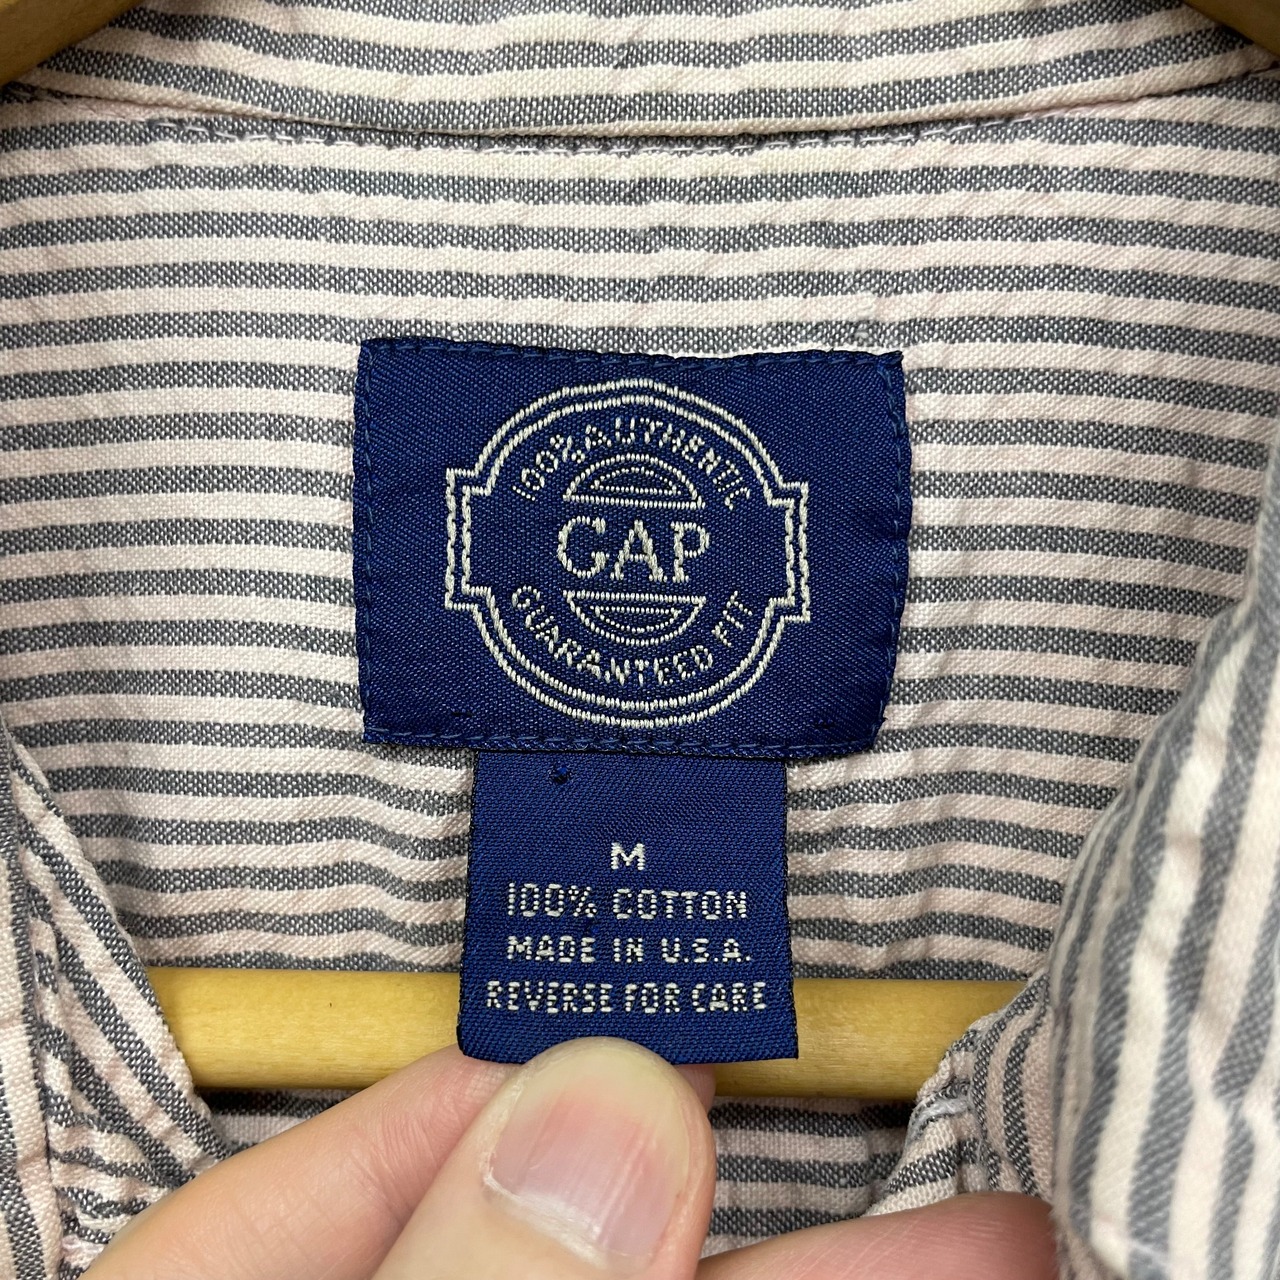 100% AUTHENTIC
GAP
GUARANTEED FIT
M
100% COTTON
MADE IN U.S.A.
REVERSE FOR CARE